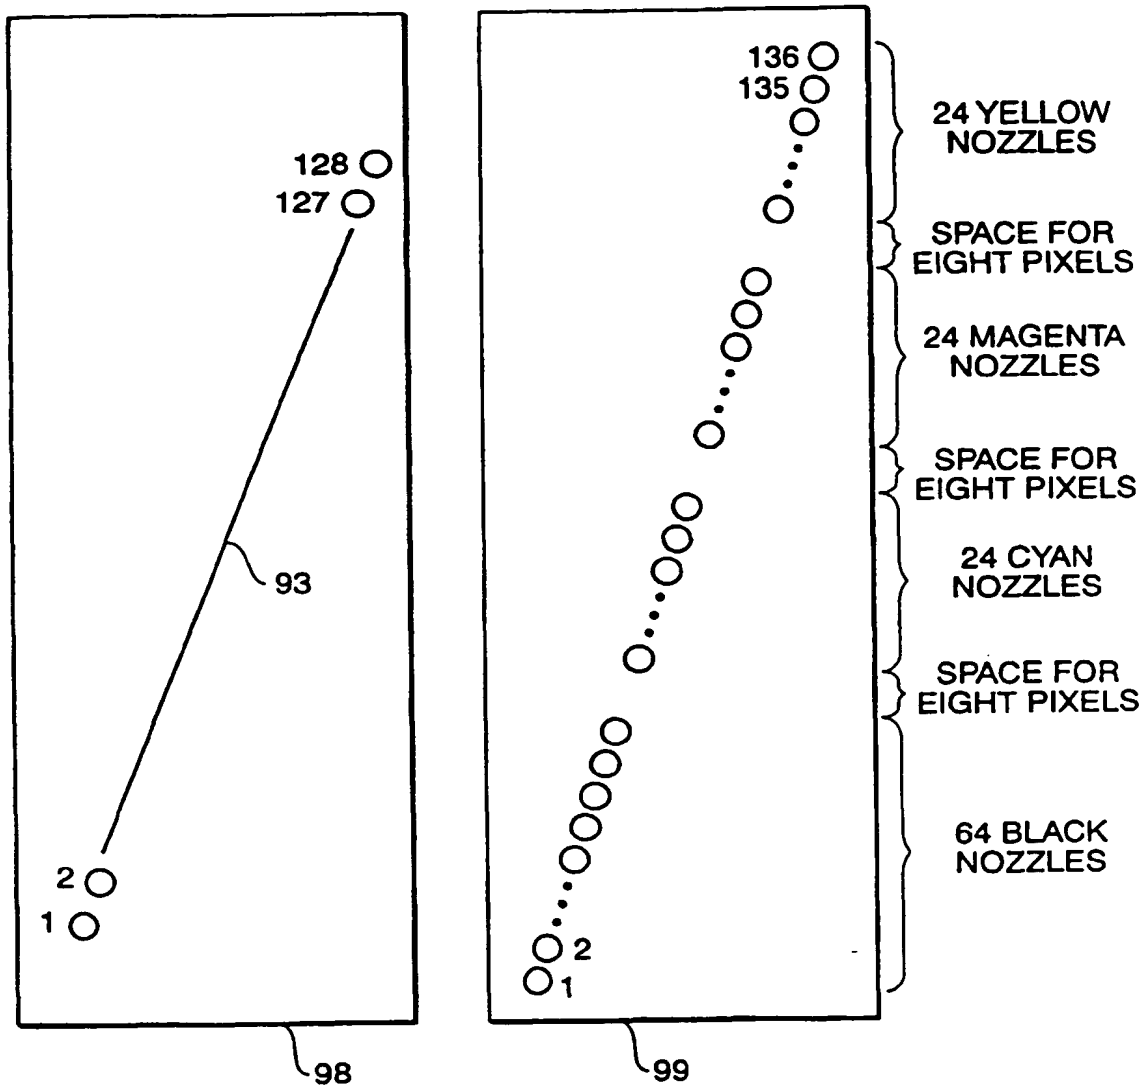 128
127
93
2
1
98
136
135
2
1
99
24 YELLOW
NOZZLES
SPACE FOR
EIGHT PIXELS
24 MAGENTA
NOZZLES
SPACE FOR
EIGHT PIXELS
24 CYAN
NOZZLES
SPACE FOR
EIGHT PIXELS
64 BLACK
NOZZLES